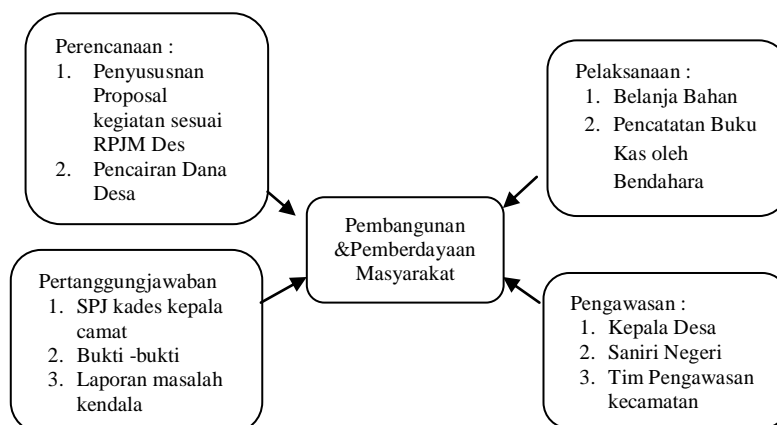 Perencanaan :
1. Penyususnan
Proposal
kegiatan sesuai
RPJM Des
2. Pencairan Dana
Desa
Pelaksanaan :
1. Belanja Bahan
2. Pencatatan Buku
Kas oleh
Bendahara
Pembangunan
&Pemberdayaan
Masyarakat
Pertanggungjawaban
1. SPJ kades kepala
camat
2. Bukti -bukti
3. Laporan masalah
kendala
Pengawasan :
1. Kepala Desa
2. Saniri Negeri
3. Tim Pengawasan
kecamatan